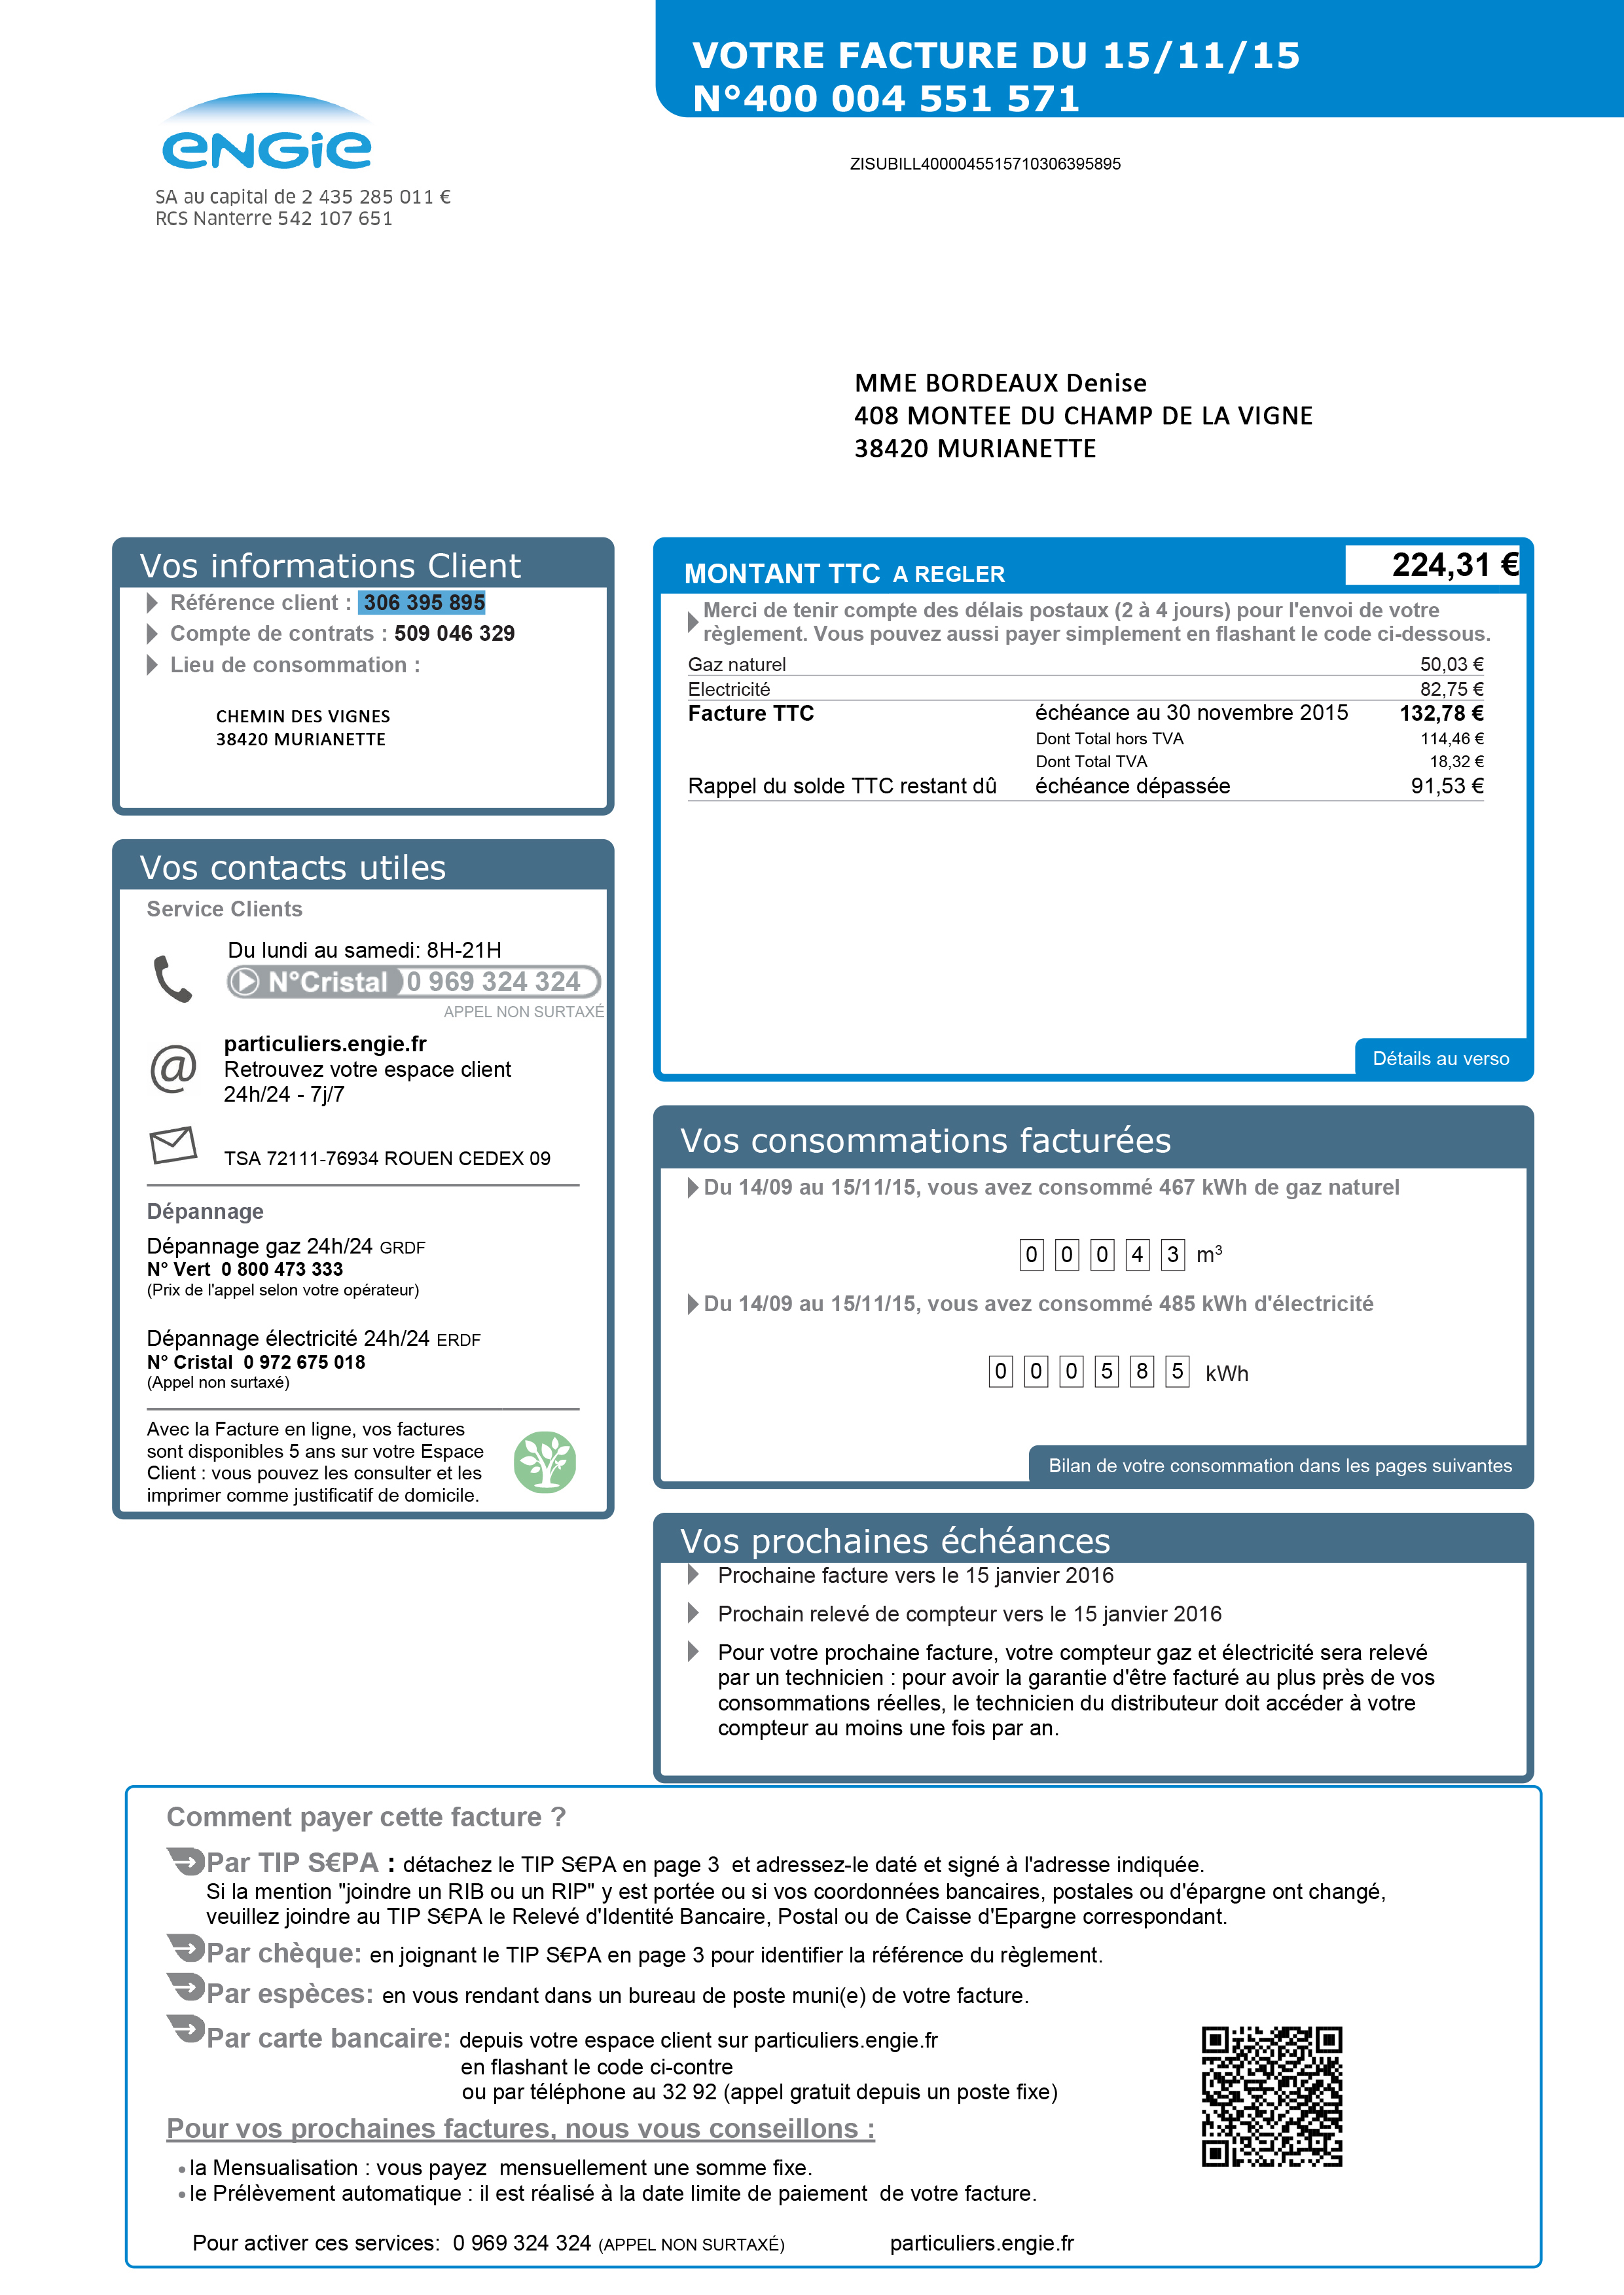 VOTRE FACTURE DU 15/11/15
N°400 004 551 571
ENGIE
SA au capital de 2 435 285 011 €
RCS Nanterre 542 107 651
ZISUBILL4000045515710306395895
MME BORDEAUX Denise
408 MONTEE DU CHAMP DE LA VIGNE
38420 MURIANETTE
Vos informations Client
Référence client : 306 395 895
Compte de contrats : 509 046 329
Lieu de consommation :
CHEMIN DES VIGNES
38420 MURIANETTE
Vos contacts utiles
Service Clients
Du lundi au samedi: 8H-21H
N°Cristal 0 969 324 324
APPEL NON SURTAXÉ
@
particuliers.engie.fr
Retrouvez votre espace client
24h/24 - 7j/7
TSA 72111-76934 ROUEN CEDEX 09
Dépannage
Dépannage gaz 24h/24 GRDF
N° Vert 0 800 473 333
(Prix de l'appel selon votre opérateur)
Dépannage électricité 24h/24 ERDF
N° Cristal 0 972 675 018
(Appel non surtaxé)
Avec la Facture en ligne, vos factures
sont disponibles 5 ans sur votre Espace
Client : vous pouvez les consulter et les
imprimer comme justificatif de domicile.
MONTANT TTC A REGLER 224,31 €
Merci de tenir compte des délais postaux (2 à 4 jours) pour l'envoi de votre
règlement. Vous pouvez aussi payer simplement en flashant le code ci-dessous.
Gaz naturel 50,03 €
Electricité 82,75 €
Facture TTC échéance au 30 novembre 2015 132,78 €
Dont Total hors TVA 114,46 €
Dont Total TVA 18,32 €
Rappel du solde TTC restant dû échéance dépassée 91,53 €
Détails au verso
Vos consommations facturées
Du 14/09 au 15/11/15, vous avez consommé 467 kWh de gaz naturel
0 0 0 4 3 m³
Du 14/09 au 15/11/15, vous avez consommé 485 kWh d'électricité
0 0 0 5 8 5 kWh
Bilan de votre consommation dans les pages suivantes
Vos prochaines échéances
Prochaine facture vers le 15 janvier 2016
Prochain relevé de compteur vers le 15 janvier 2016
Pour votre prochaine facture, votre compteur gaz et électricité sera relevé
par un technicien : pour avoir la garantie d'être facturé au plus près de vos
consommations réelles, le technicien du distributeur doit accéder à votre
compteur au moins une fois par an.
Comment payer cette facture ?
Par TIP S€PA : détachez le TIP S€PA en page 3 et adressez-le daté et signé à l'adresse indiquée.
Si la mention "joindre un RIB ou un RIP" y est portée ou si vos coordonnées bancaires, postales ou d'épargne ont changé,
veuillez joindre au TIP S€PA le Relevé d'Identité Bancaire, Postal ou de Caisse d'Epargne correspondant.
Par chèque: en joignant le TIP S€PA en page 3 pour identifier la référence du règlement.
Par espèces: en vous rendant dans un bureau de poste muni(e) de votre facture.
Par carte bancaire: depuis votre espace client sur particuliers.engie.fr
en flashant le code ci-contre
ou par téléphone au 32 92 (appel gratuit depuis un poste fixe)
Pour vos prochaines factures, nous vous conseillons :
• la Mensualisation : vous payez mensuellement une somme fixe.
• le Prélèvement automatique : il est réalisé à la date limite de paiement de votre facture.
Pour activer ces services: 0 969 324 324 (APPEL NON SURTAXÉ) particuliers.engie.fr